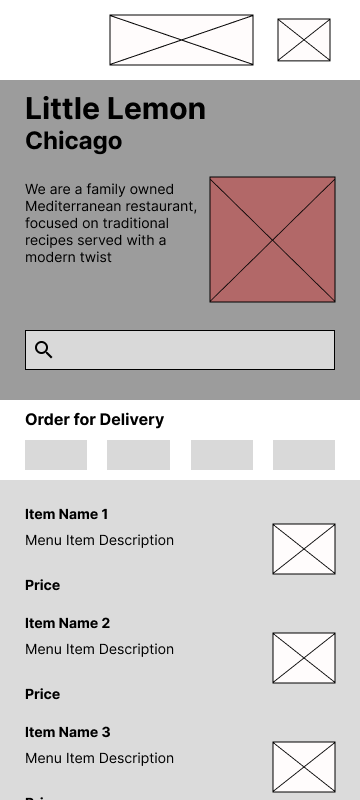 Little Lemon
Chicago
We are a family owned
Mediterranean restaurant,
focused on traditional
recipes served with a
modern twist
Order for Delivery
Item Name 1
Menu Item Description
Price
Item Name 2
Menu Item Description
Price
Item Name 3
Menu Item Description